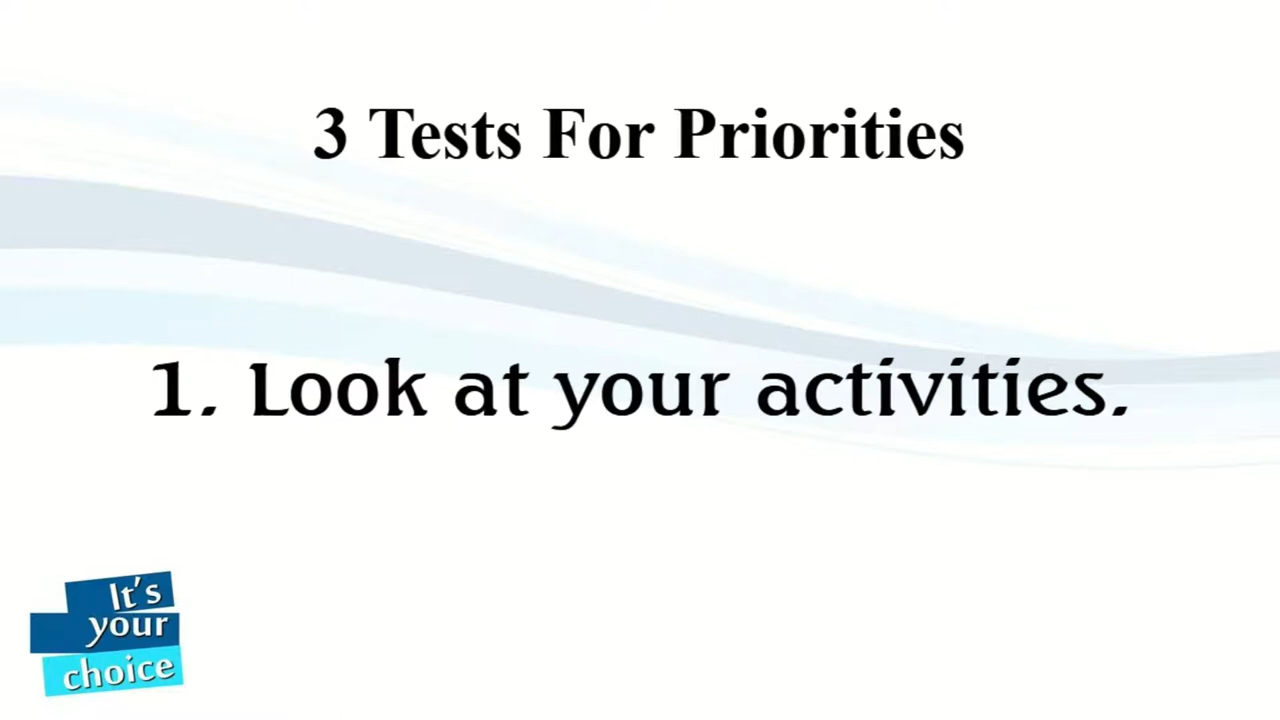 3 Tests For Priorities
1. Look at your activities.
It's
your
choice